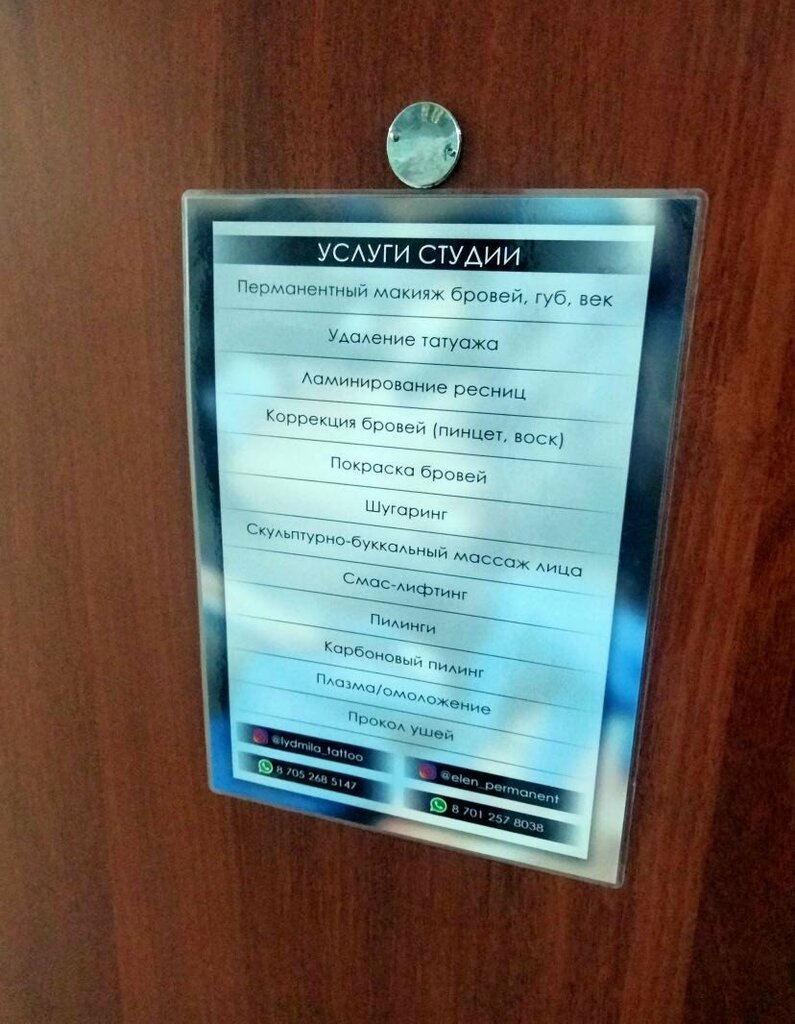 УСЛУГИ СТУДИИ
Перманентный макияж бровей, губ, век
Удаление татуажа
Ламинирование ресниц
Коррекция бровей (пинцет, воск)
Покраска бровей
Шугаринг
Скульптурно-буккальный массаж лица
Смас-лифтинг
Пилинги
Карбоновый пилинг
Плазма/омоложение
Прокол ушей
@lydmila_tattoo
8 705 268 5147
@elen_permanent
8 701 257 8038